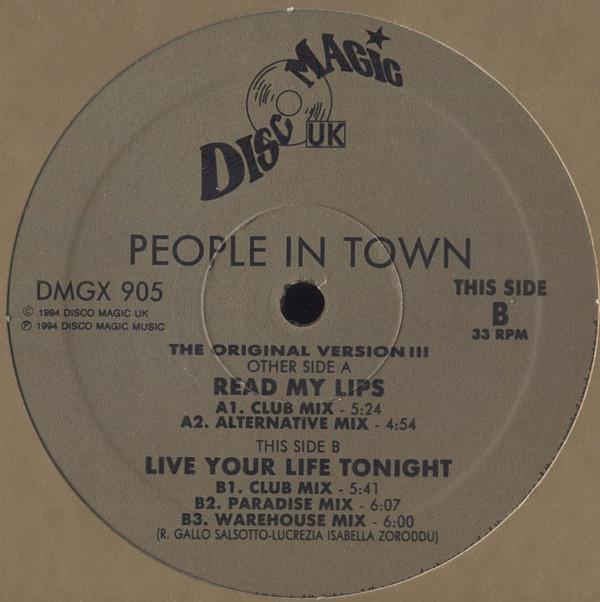 DISCO MAGIC
UK
PEOPLE IN TOWN
DMGX 905
© 1994 DISCO MAGIC UK
℗ 1994 DISCO MAGIC MUSIC
THIS SIDE
B
33 RPM
THE ORIGINAL VERSION!!!
OTHER SIDE A
READ MY LIPS
A1. CLUB MIX - 5:24
A2. ALTERNATIVE MIX - 4:54
THIS SIDE B
LIVE YOUR LIFE TONIGHT
B1. CLUB MIX - 5:41
B2. PARADISE MIX - 6:07
B3. WAREHOUSE MIX - 6:00
(R. GALLO SALSOTTO-LUCREZIA ISABELLA ZORODDU)